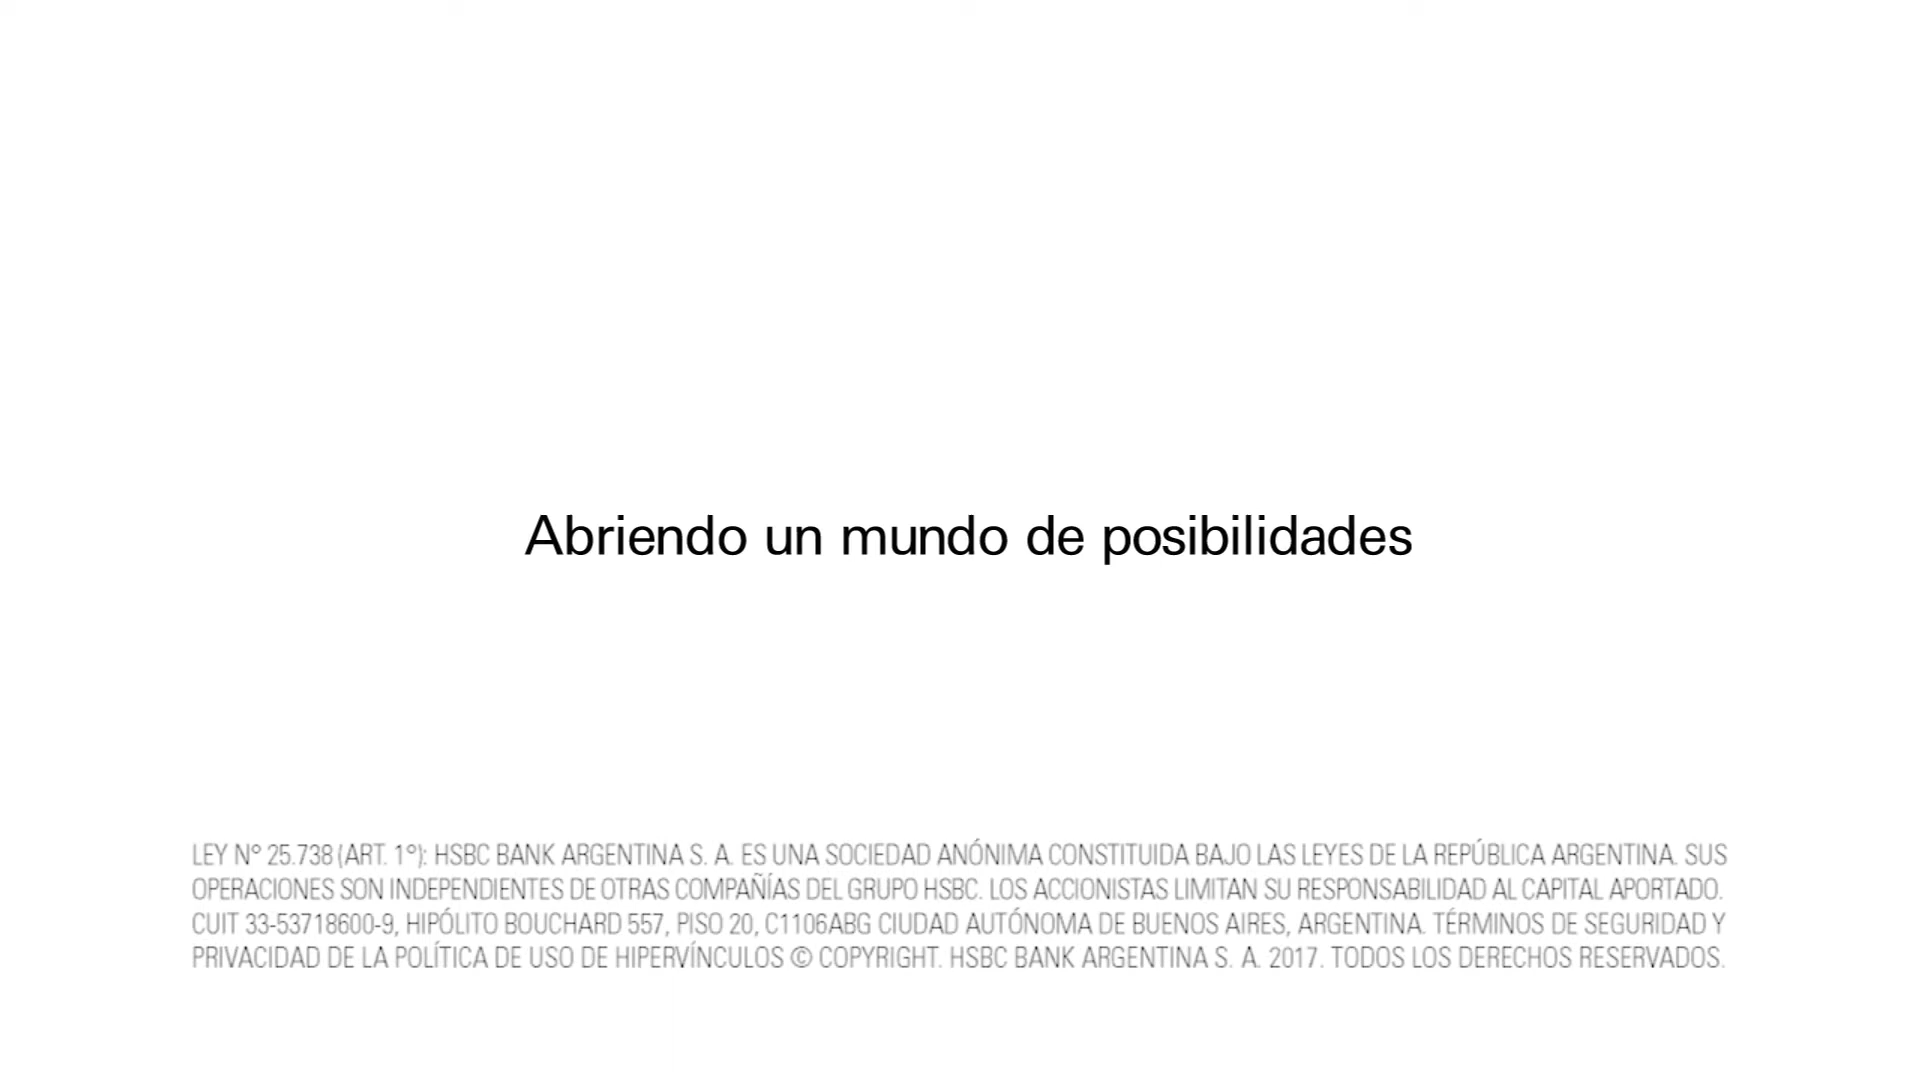 Abriendo un mundo de posibilidades
LEY N° 25.738 (ART. 1°): HSBC BANK ARGENTINA S. A. ES UNA SOCIEDAD ANÓNIMA CONSTITUIDA BAJO LAS LEYES DE LA REPÚBLICA ARGENTINA. SUS
OPERACIONES SON INDEPENDIENTES DE OTRAS COMPAÑÍAS DEL GRUPO HSBC. LOS ACCIONISTAS LIMITAN SU RESPONSABILIDAD AL CAPITAL APORTADO.
CUIT 33-53718600-9, HIPÓLITO BOUCHARD 557, PISO 20, C1106ABG CIUDAD AUTÓNOMA DE BUENOS AIRES, ARGENTINA. TÉRMINOS DE SEGURIDAD Y
PRIVACIDAD DE LA POLÍTICA DE USO DE HIPERVÍNCULOS © COPYRIGHT. HSBC BANK ARGENTINA S. A. 2017. TODOS LOS DERECHOS RESERVADOS.